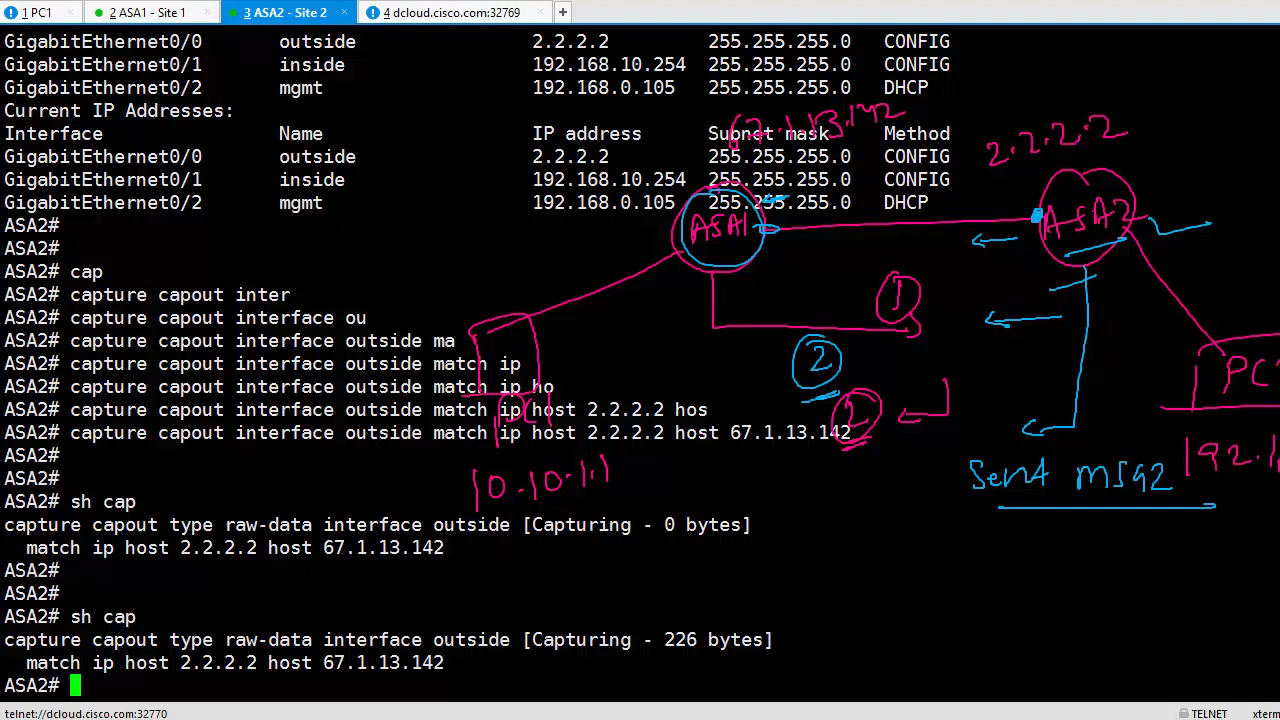 1 PC1 × 2 ASA1 - Site 1 × 3 ASA2 - Site 2 × 4 dcloud.cisco.com:32769 × +
GigabitEthernet0/0 outside 2.2.2.2 255.255.255.0 CONFIG
GigabitEthernet0/1 inside 192.168.10.254 255.255.255.0 CONFIG
GigabitEthernet0/2 mgmt 192.168.0.105 255.255.255.0 DHCP
Current IP Addresses:
Interface Name IP address Subnet mask Method
GigabitEthernet0/0 outside 2.2.2.2 255.255.255.0 CONFIG
GigabitEthernet0/1 inside 192.168.10.254 255.255.255.0 CONFIG
GigabitEthernet0/2 mgmt 192.168.0.105 255.255.255.0 DHCP
ASA2#
ASA2#
ASA2# cap
ASA2# capture capout inter
ASA2# capture capout interface ou
ASA2# capture capout interface outside ma
ASA2# capture capout interface outside match ip
ASA2# capture capout interface outside match ip ho
ASA2# capture capout interface outside match ip host 2.2.2.2 hos
ASA2# capture capout interface outside match ip host 2.2.2.2 host 67.1.13.142
ASA2#
ASA2#
ASA2# sh cap
capture capout type raw-data interface outside [Capturing - 0 bytes]
match ip host 2.2.2.2 host 67.1.13.142
ASA2#
ASA2#
ASA2# sh cap
capture capout type raw-data interface outside [Capturing - 226 bytes]
match ip host 2.2.2.2 host 67.1.13.142
ASA2#
67.1.13.142
2.2.2.2
ASA1
ASA2
1
2
2
PC1
10.10.1.1
Sent msg2
telnet://dcloud.cisco.com:32770 TELNET xterm